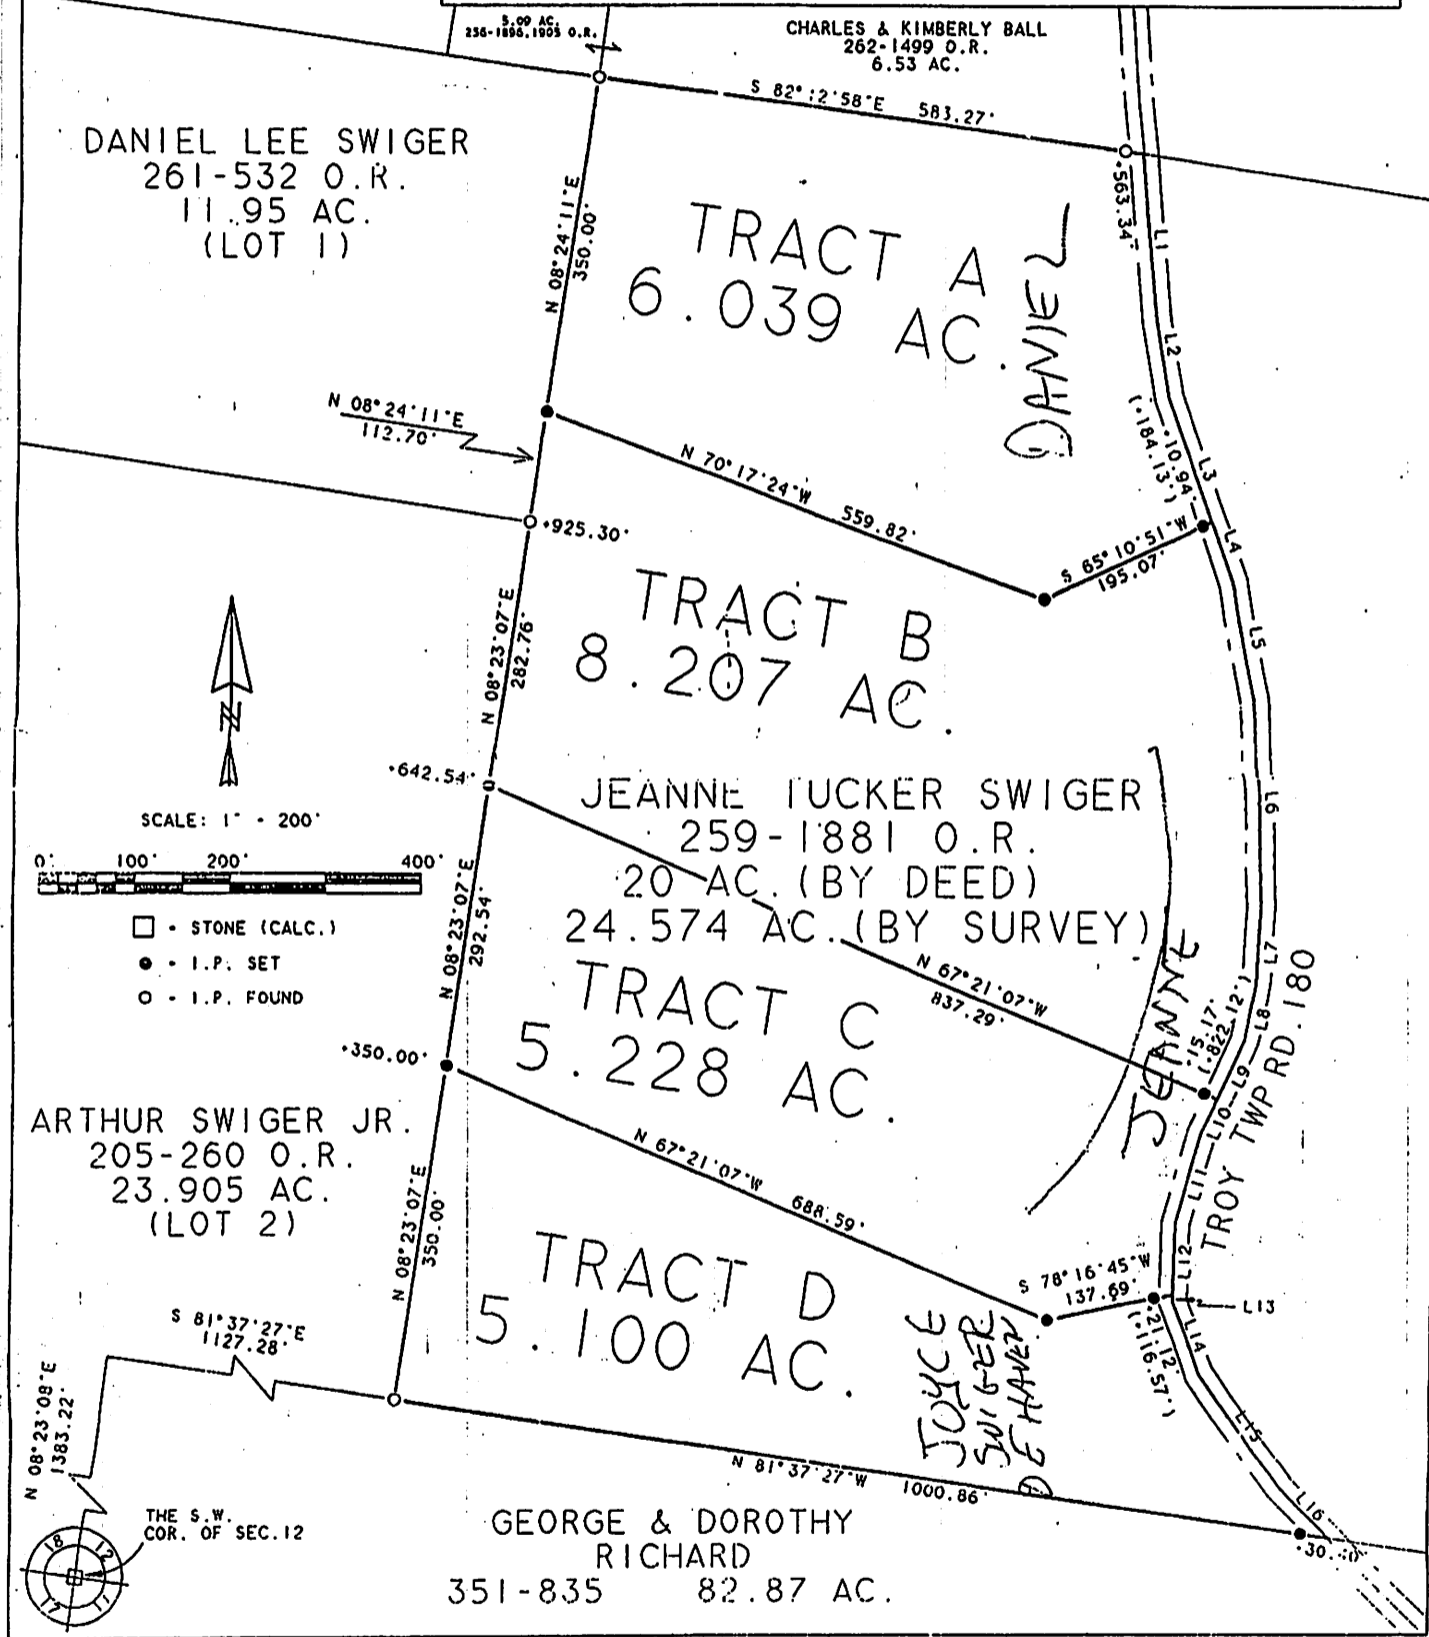 5.09 AC.
256-1896,1905 O.R.
CHARLES & KIMBERLY BALL
262-1499 O.R.
6.53 AC.
S 82°12'58"E 583.27'
DANIEL LEE SWIGER
261-532 O.R.
11.95 AC.
(LOT 1)
N 08°24'11"E
350.00'
TRACT A
6.039 AC.
DANIEL
•563.34'
L1
L2
L3
L4
•10.94'
(•184.13')
N 08°24'11"E
112.70'
N 70°17'24"W 559.82'
S 65°10'51"W
195.07'
•925.30'
TRACT B
8.207 AC.
N 08°23'07"E
282.76'
L5
L6
L7
L8
L9
L10
L11
L12
L13
L14
L15
L16
N
SCALE: 1" - 200'
0' 100' 200' 400'
□ - STONE (CALC.)
● - I.P. SET
○ - I.P. FOUND
•642.54'
JEANNE TUCKER SWIGER
259-1881 O.R.
20 AC. (BY DEED)
24.574 AC. (BY SURVEY)
JEANNE
N 08°23'07"E
292.54'
N 67°21'07"W
837.29'
•15.17'
(•822.12')
TROY TWP RD. 180
TRACT C
5.228 AC.
•350.00'
ARTHUR SWIGER JR.
205-260 O.R.
23.905 AC.
(LOT 2)
N 67°21'07"W 688.59'
N 08°23'07"E
350.00'
TRACT D
5.100 AC.
JOYCE
SWIGER
DEHAVEN
S 78°16'45"W
137.69'
•21.12'
(•116.57')
S 81°37'27"E
1127.28'
N 08°23'08"E
1383.22'
N 81°37'27"W 1000.86'
THE S.W.
COR. OF SEC.12
18 12
17 11
GEORGE & DOROTHY
RICHARD
351-835 82.87 AC.